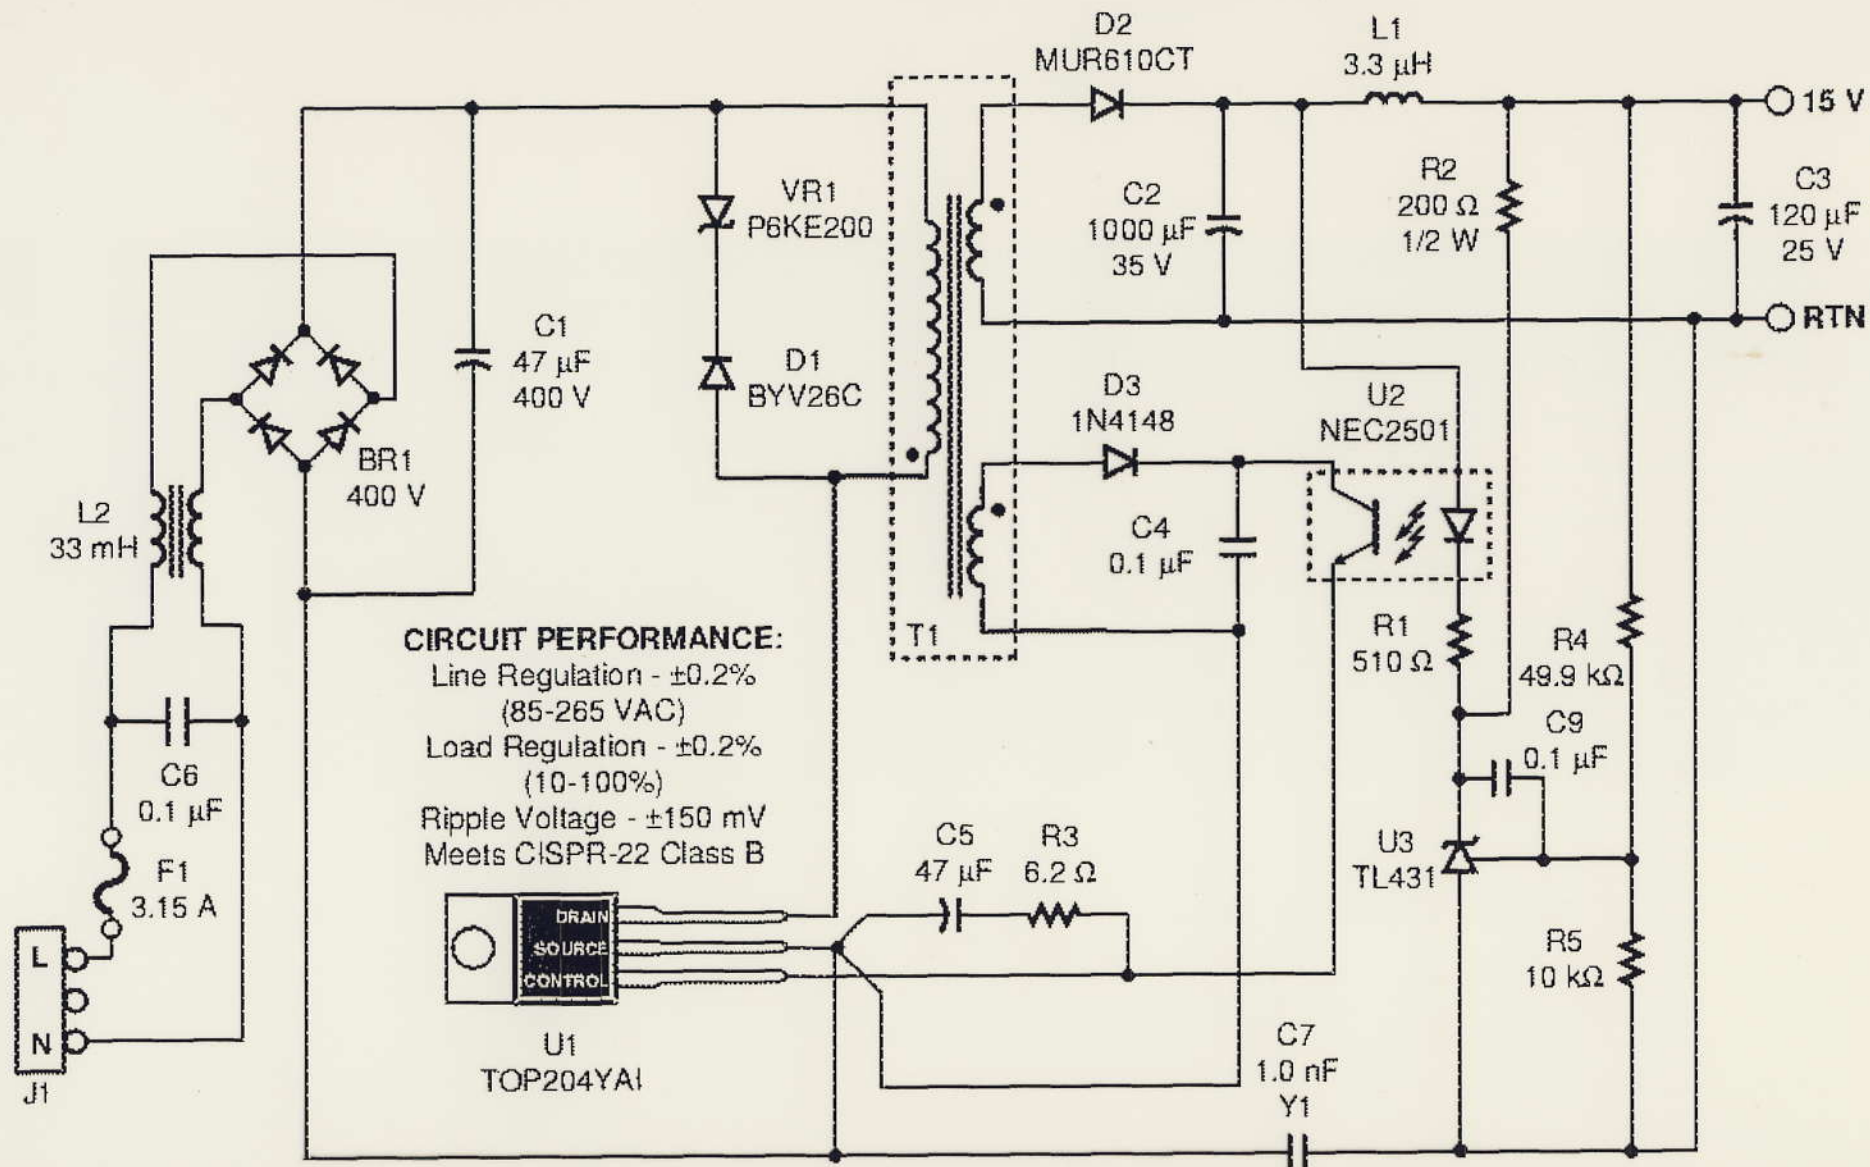 D2
MUR610CT
L1
3.3 µH
15 V
VR1
P6KE200
C2
1000 µF
35 V
R2
200 Ω
1/2 W
C3
120 µF
25 V
RTN
C1
47 µF
400 V
D1
BYV26C
D3
1N4148
U2
NEC2501
BR1
400 V
L2
33 mH
C4
0.1 µF
T1
R1
510 Ω
R4
49.9 kΩ
CIRCUIT PERFORMANCE:
Line Regulation - ±0.2%
(85-265 VAC)
Load Regulation - ±0.2%
(10-100%)
Ripple Voltage - ±150 mV
Meets CISPR-22 Class B
C9
0.1 µF
C6
0.1 µF
F1
3.15 A
C5
47 µF
R3
6.2 Ω
U3
TL431
DRAIN
SOURCE
CONTROL
R5
10 kΩ
L
N
J1
U1
TOP204YAI
C7
1.0 nF
Y1